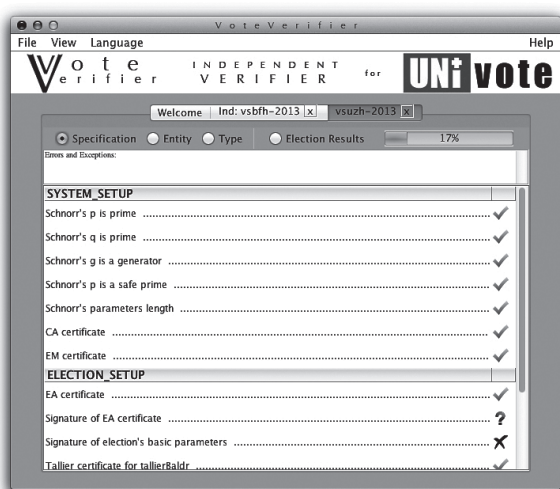 VoteVerifier
File View Language Help
Vote Verifier INDEPENDENT VERIFIER for UNi vote
Welcome Ind: vsbfh-2013 x vsuzh-2013 x
Specification Entity Type Election Results 17%
Errors and Exceptions:
SYSTEM_SETUP
Schnorr's p is prime
Schnorr's q is prime
Schnorr's g is a generator
Schnorr's p is a safe prime
Schnorr's parameters length
CA certificate
EM certificate
ELECTION_SETUP
EA certificate
Signature of EA certificate ?
Signature of election's basic parameters
Tallier certificate for tallierBaldr